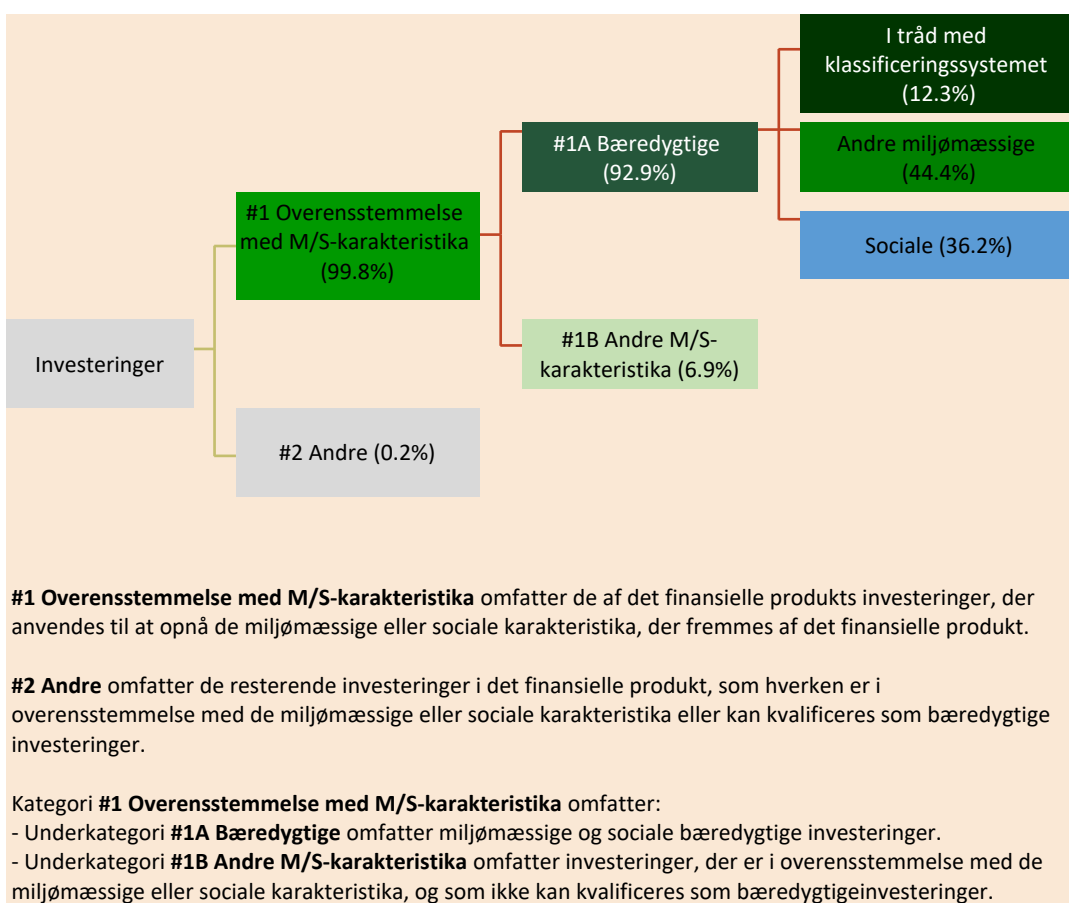 I tråd med
klassificeringssystemet
(12.3%)
#1A Bæredygtige
(92.9%)
Andre miljømæssige
(44.4%)
#1 Overensstemmelse
med M/S-karakteristika
(99.8%)
Sociale (36.2%)
Investeringer
#1B Andre M/S-
karakteristika (6.9%)
#2 Andre (0.2%)
#1 Overensstemmelse med M/S-karakteristika omfatter de af det finansielle produkts investeringer, der
anvendes til at opnå de miljømæssige eller sociale karakteristika, der fremmes af det finansielle produkt.
#2 Andre omfatter de resterende investeringer i det finansielle produkt, som hverken er i
overensstemmelse med de miljømæssige eller sociale karakteristika eller kan kvalificeres som bæredygtige
investeringer.
Kategori #1 Overensstemmelse med M/S-karakteristika omfatter:
- Underkategori #1A Bæredygtige omfatter miljømæssige og sociale bæredygtige investeringer.
- Underkategori #1B Andre M/S-karakteristika omfatter investeringer, der er i overensstemmelse med de
miljømæssige eller sociale karakteristika, og som ikke kan kvalificeres som bæredygtigeinvesteringer.